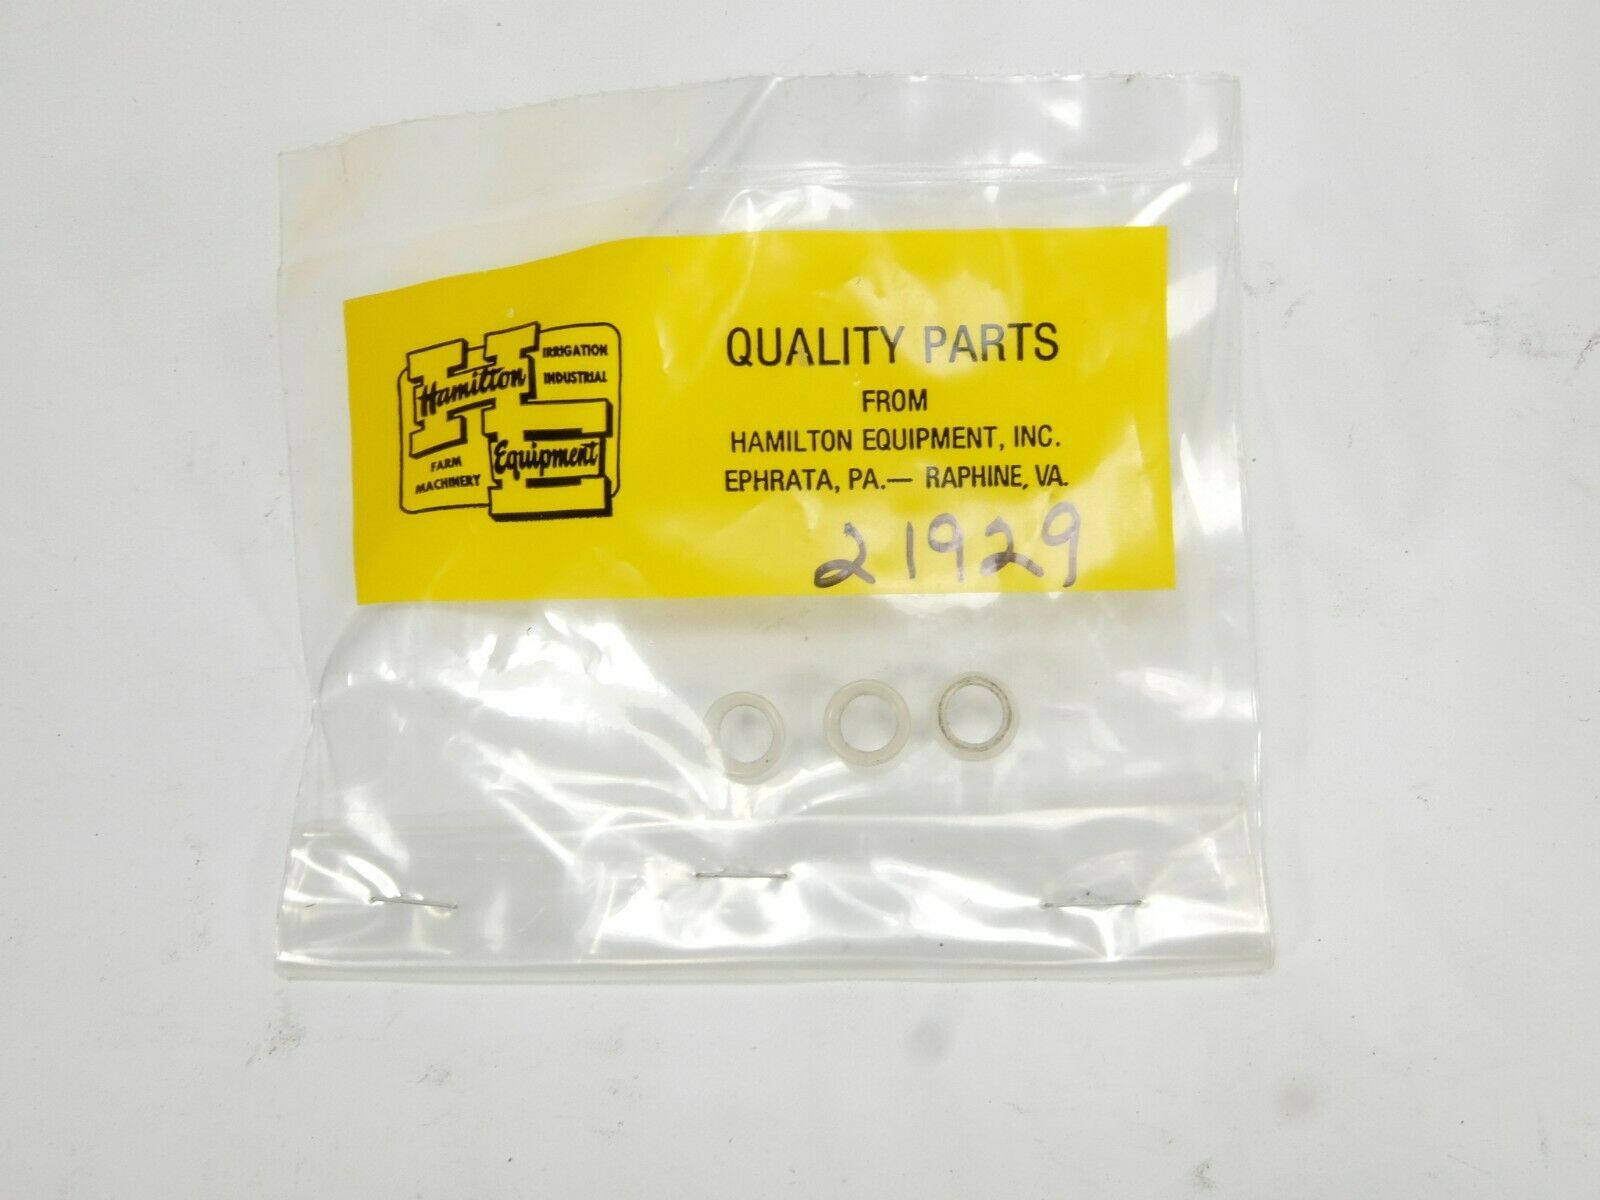 Hamilton
Equipment
IRRIGATION
INDUSTRIAL
FARM
MACHINERY
QUALITY PARTS
FROM
HAMILTON EQUIPMENT, INC.
EPHRATA, PA.— RAPHINE, VA.
21929